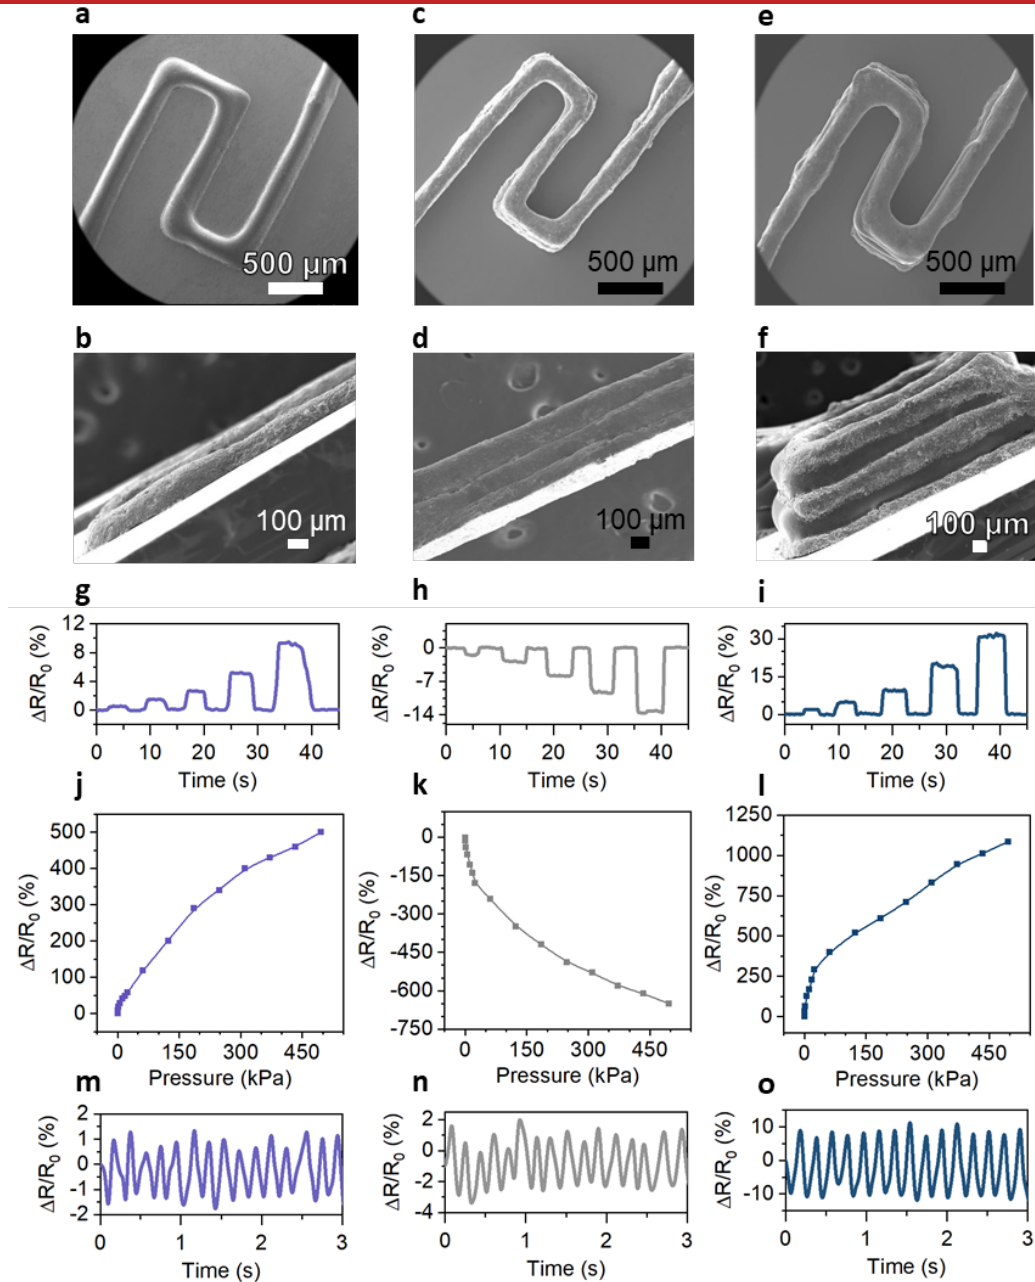 a
c
e
500 µm
500 µm
500 µm
b
d
f
100 µm
100 µm
100 µm
g
h
i
ΔR/R0 (%)
12
8
4
0
0 10 20 30 40
Time (s)
ΔR/R0 (%)
0
-7
-14
0 10 20 30 40
Time (s)
ΔR/R0 (%)
30
15
0
0 10 20 30 40
Time (s)
j
k
l
ΔR/R0 (%)
500
400
300
200
100
0
0 150 300 450
Pressure (kPa)
ΔR/R0 (%)
0
-150
-300
-450
-600
-750
0 150 300 450
Pressure (kPa)
ΔR/R0 (%)
1250
1000
750
500
250
0
0 150 300 450
Pressure (kPa)
m
n
o
ΔR/R0 (%)
2
1
0
-1
-2
0 1 2 3
Time (s)
ΔR/R0 (%)
2
0
-2
-4
0 1 2 3
Time (s)
ΔR/R0 (%)
10
0
-10
0 1 2 3
Time (s)